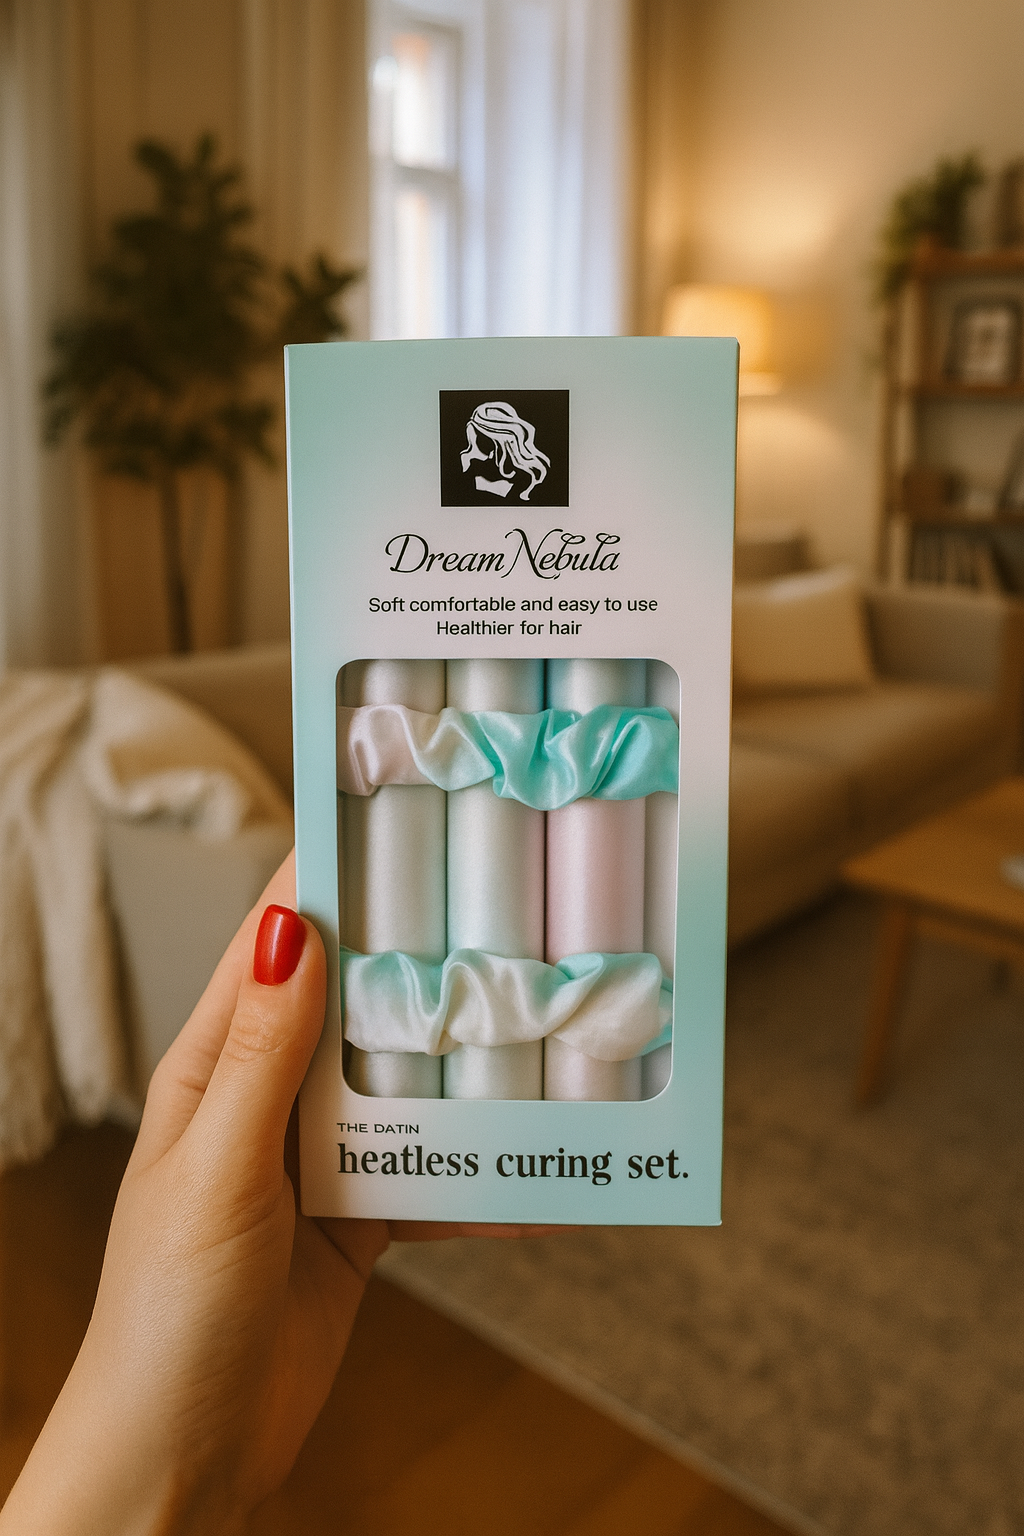 Dream Nebula
Soft comfortable and easy to use
Healthier for hair
THE DATIN
heatless curing set.